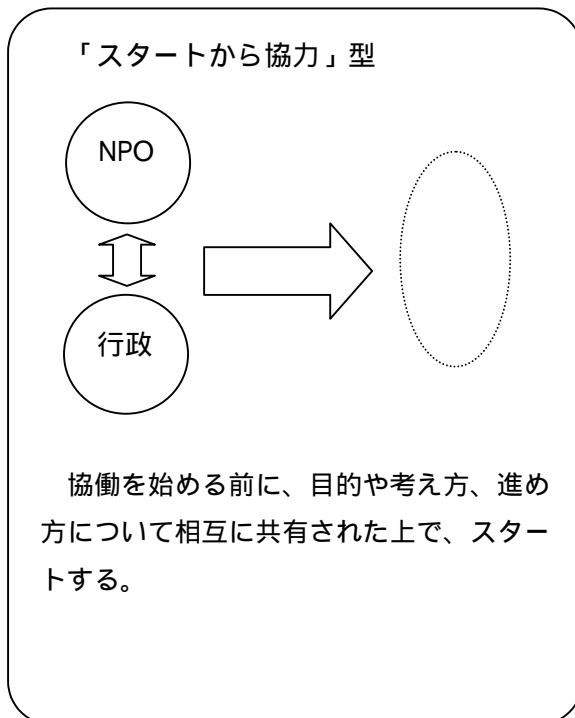 「スタートから協力」型
NPO
行政
　協働を始める前に、目的や考え方、進め
方について相互に共有された上で、スター
トする。